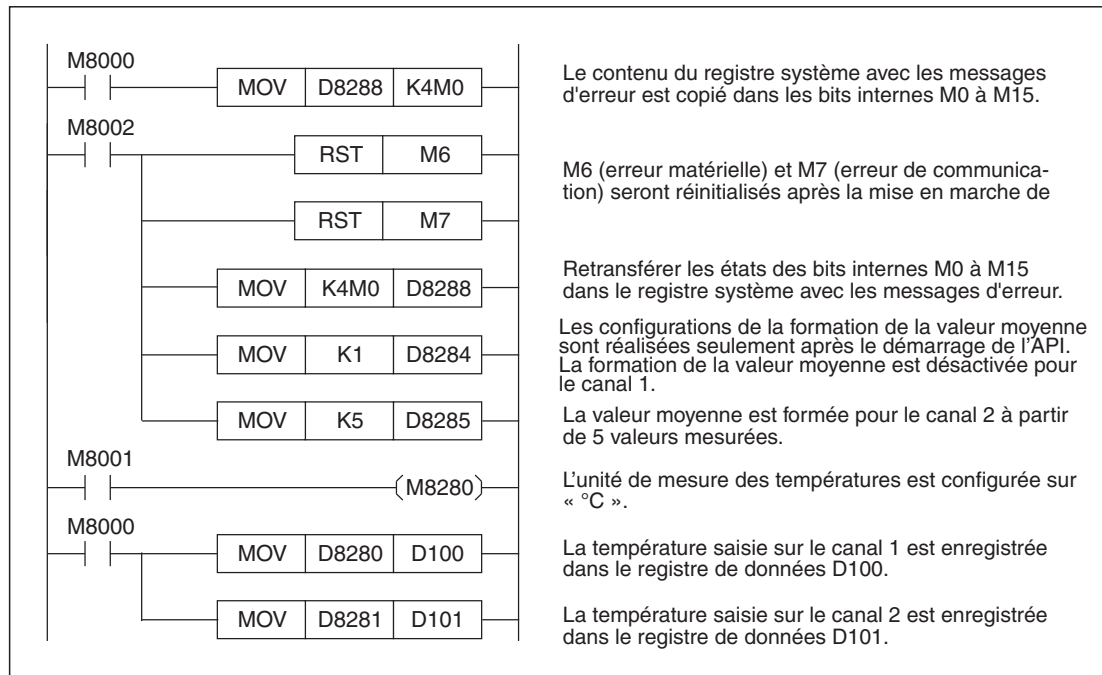 M8000
MOV D8288 K4M0
Le contenu du registre système avec les messages
d'erreur est copié dans les bits internes M0 à M15.
M8002
RST M6
M6 (erreur matérielle) et M7 (erreur de communica-
tion) seront réinitialisés après la mise en marche de
RST M7
MOV K4M0 D8288
Retransférer les états des bits internes M0 à M15
dans le registre système avec les messages d'erreur.
MOV K1 D8284
Les configurations de la formation de la valeur moyenne
sont réalisées seulement après le démarrage de l'API.
La formation de la valeur moyenne est désactivée pour
le canal 1.
MOV K5 D8285
La valeur moyenne est formée pour le canal 2 à partir
de 5 valeurs mesurées.
M8001
M8280
L'unité de mesure des températures est configurée sur
« °C ».
M8000
MOV D8280 D100
La température saisie sur le canal 1 est enregistrée
dans le registre de données D100.
MOV D8281 D101
La température saisie sur le canal 2 est enregistrée
dans le registre de données D101.